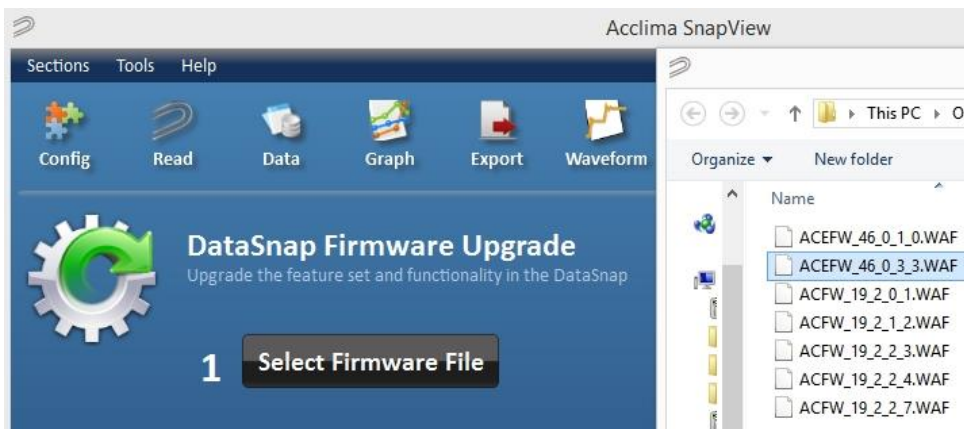 Acclima SnapView
Sections Tools Help
Config Read Data Graph Export Waveform
DataSnap Firmware Upgrade
Upgrade the feature set and functionality in the DataSnap
1 Select Firmware File
This PC O
Organize New folder
Name
ACEFW_46_0_1_0.WAF
ACEFW_46_0_3_3.WAF
ACFW_19_2_0_1.WAF
ACFW_19_2_1_2.WAF
ACFW_19_2_2_3.WAF
ACFW_19_2_2_4.WAF
ACFW_19_2_2_7.WAF